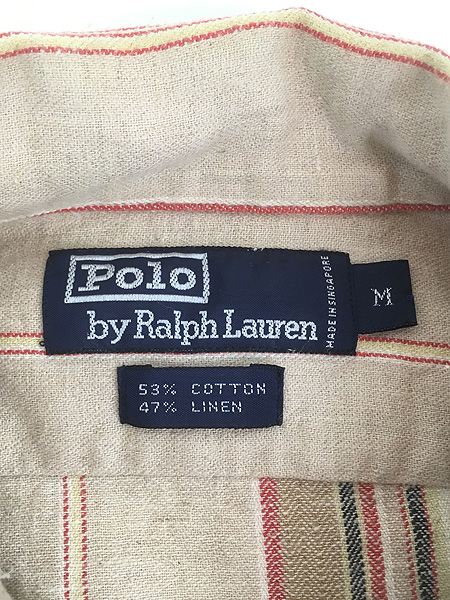 Polo
by Ralph Lauren
MADE IN SINGAPORE
M
53% COTTON
47% LINEN